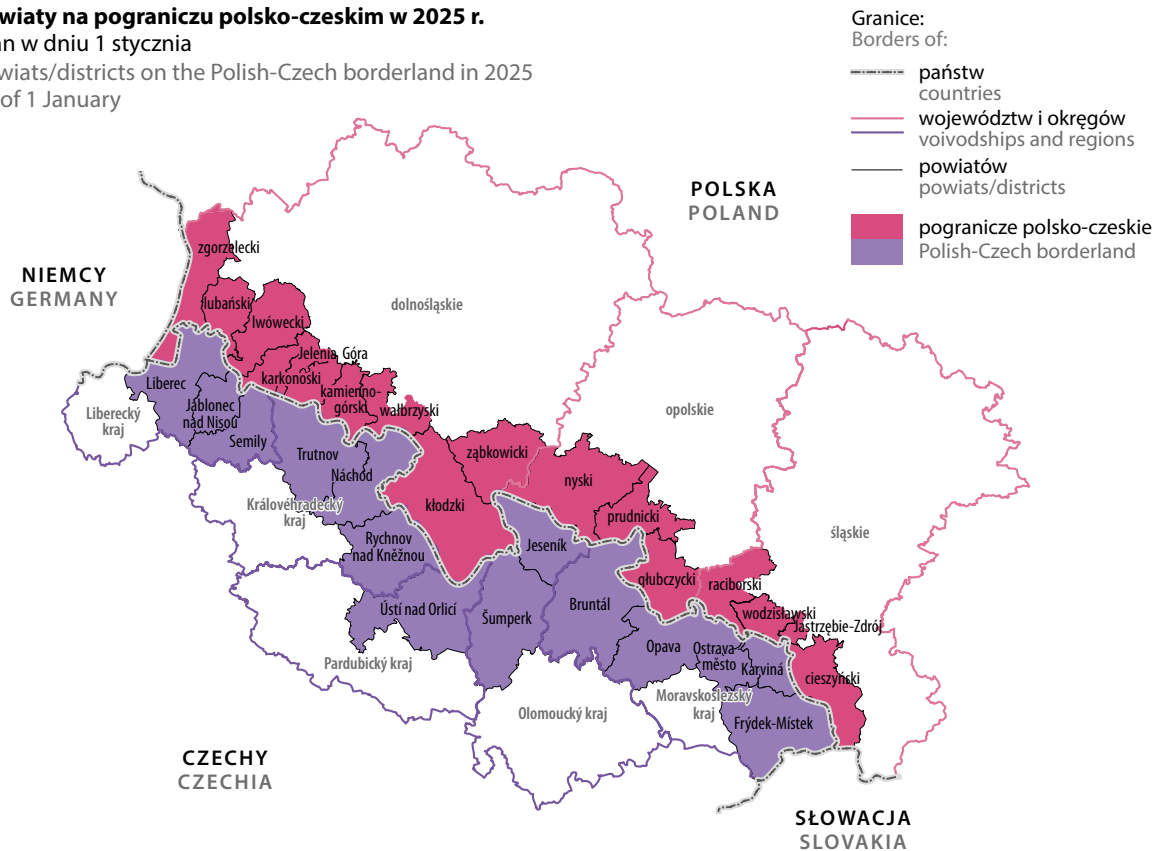 wiaty na pograniczu polsko-czeskim w 2025 r.
n w dniu 1 stycznia
wiats/districts on the Polish-Czech borderland in 2025
of 1 January
Granice:
Borders of:
państw
countries
województw i okręgów
voivodships and regions
powiatów
powiats/districts
pogranicze polsko-czeskie
Polish-Czech borderland
POLSKA
POLAND
NIEMCY
GERMANY
zgorzelecki
lubański
lwówecki
dolnośląskie
Jelenia Góra
karkonoski
kamienno-
górski
wałbrzyski
Liberec
Liberecký
kraj
Jablonec
nad Nisou
Semily
Trutnov
Náchod
Královéhradecký
kraj
Rychnov
nad Kněžnou
ząbkowicki
kłodzki
nyski
opolskie
prudnicki
śląskie
Jeseník
głubczycki
raciborski
wodzisławski
Jastrzębie-Zdrój
cieszyński
Ústí nad Orlicí
Šumperk
Bruntál
Opava
Ostrava-
město
Karviná
Pardubický kraj
Olomoucký kraj
Moravskoslezský
kraj
Frýdek-Místek
CZECHY
CZECHIA
SŁOWACJA
SLOVAKIA